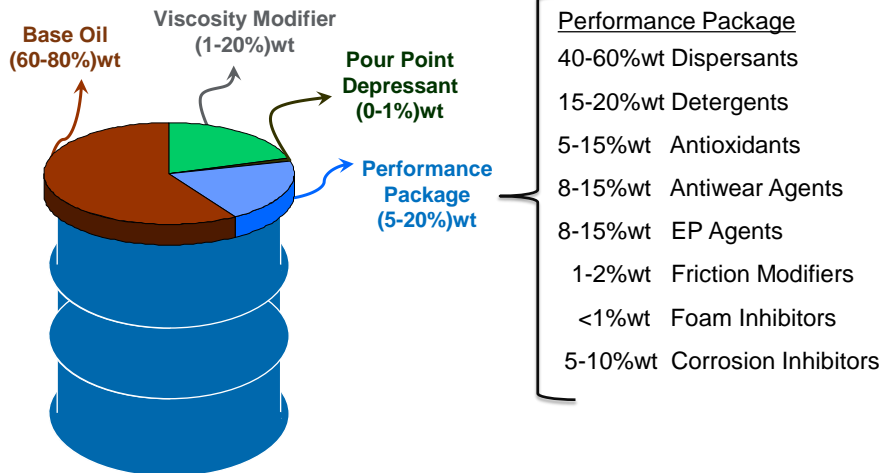 Base Oil
(60-80%)wt
Viscosity Modifier
(1-20%)wt
Pour Point
Depressant
(0-1%)wt
Performance
Package
(5-20%)wt
Performance Package
40-60%wt Dispersants
15-20%wt Detergents
5-15%wt Antioxidants
8-15%wt Antiwear Agents
8-15%wt EP Agents
1-2%wt Friction Modifiers
<1%wt Foam Inhibitors
5-10%wt Corrosion Inhibitors